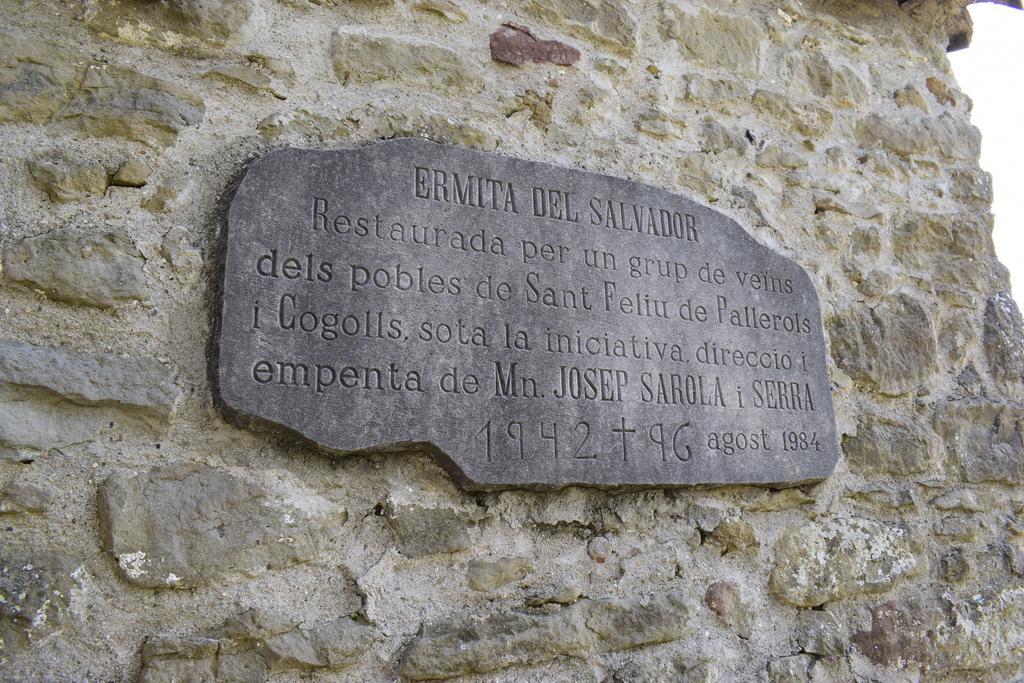 ERMITA DEL SALVADOR
Restaurada per un grup de veïns
dels pobles de Sant Feliu de Pallerols
i Cogolls, sota la iniciativa, direcció i
empenta de Mn. JOSEP SAROLA i SERRA
1942 † 96 agost 1984